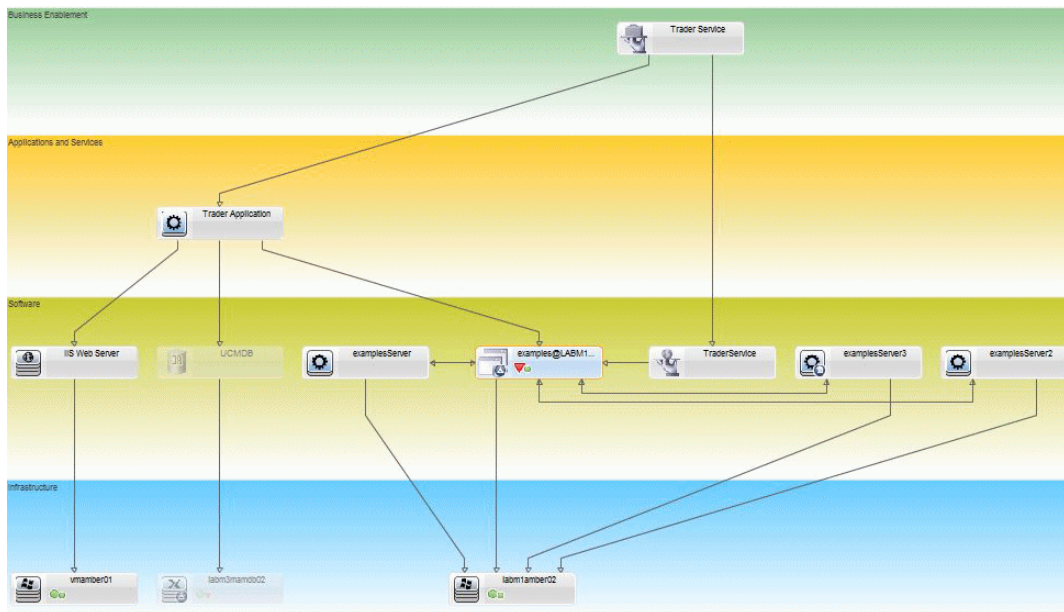 Business Enablement
Trader Service
Applications and Services
Trader Application
Software
IIS Web Server
UCMDB
examplesServer
examples@LABM1...
TraderService
examplesServer3
examplesServer2
Infrastructure
vmamber01
labm3mamdb02
labm1amber02